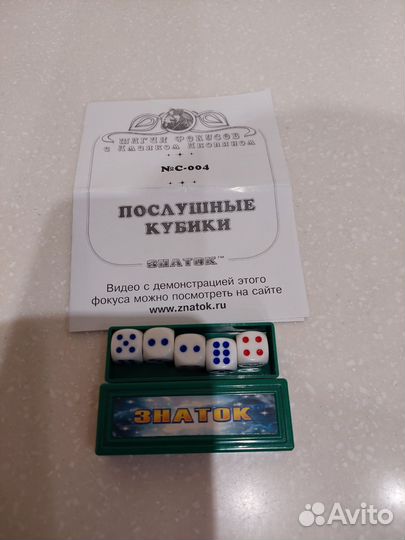 МАГИЯ ФОКУСОВ
с Амаяком Акопяном
№С-004
ПОСЛУШНЫЕ
КУБИКИ
ЗНАТОК™
Видео с демонстрацией этого
фокуса можно посмотреть на сайте
www.znatok.ru
ЗНАТОК
Avito